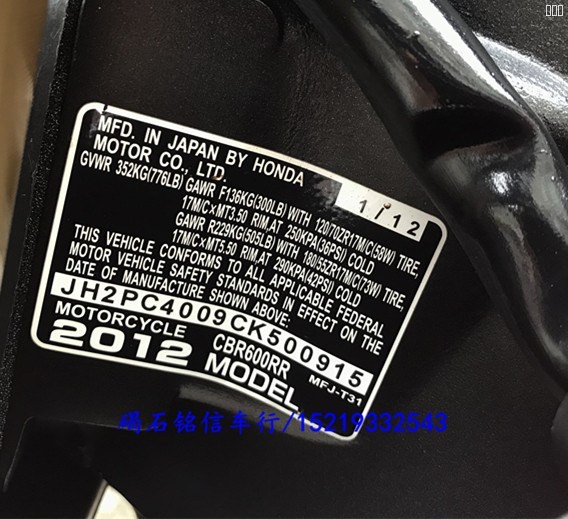 MFD. IN JAPAN BY HONDA
MOTOR CO., LTD.
1/12
GVWR 352KG(776LB) GAWR F136KG(300LB) WITH 120/70ZR17M/C(58W) TIRE,
17M/C×MT3.50 RIM, AT 250KPA(36PSI) COLD
GAWR R229KG(505LB) WITH 180/55ZR17M/C(73W) TIRE,
17M/C×MT5.50 RIM, AT 290KPA(42PSI) COLD
THIS VEHICLE CONFORMS TO ALL APPLICABLE FEDERAL
MOTOR VEHICLE SAFETY STANDARDS IN EFFECT ON THE
DATE OF MANUFACTURE SHOWN ABOVE:
JH2PC4009CK500915
MOTORCYCLE CBR600RR MFJ-T31
2012 MODEL
碣石铭信车行/15219332543